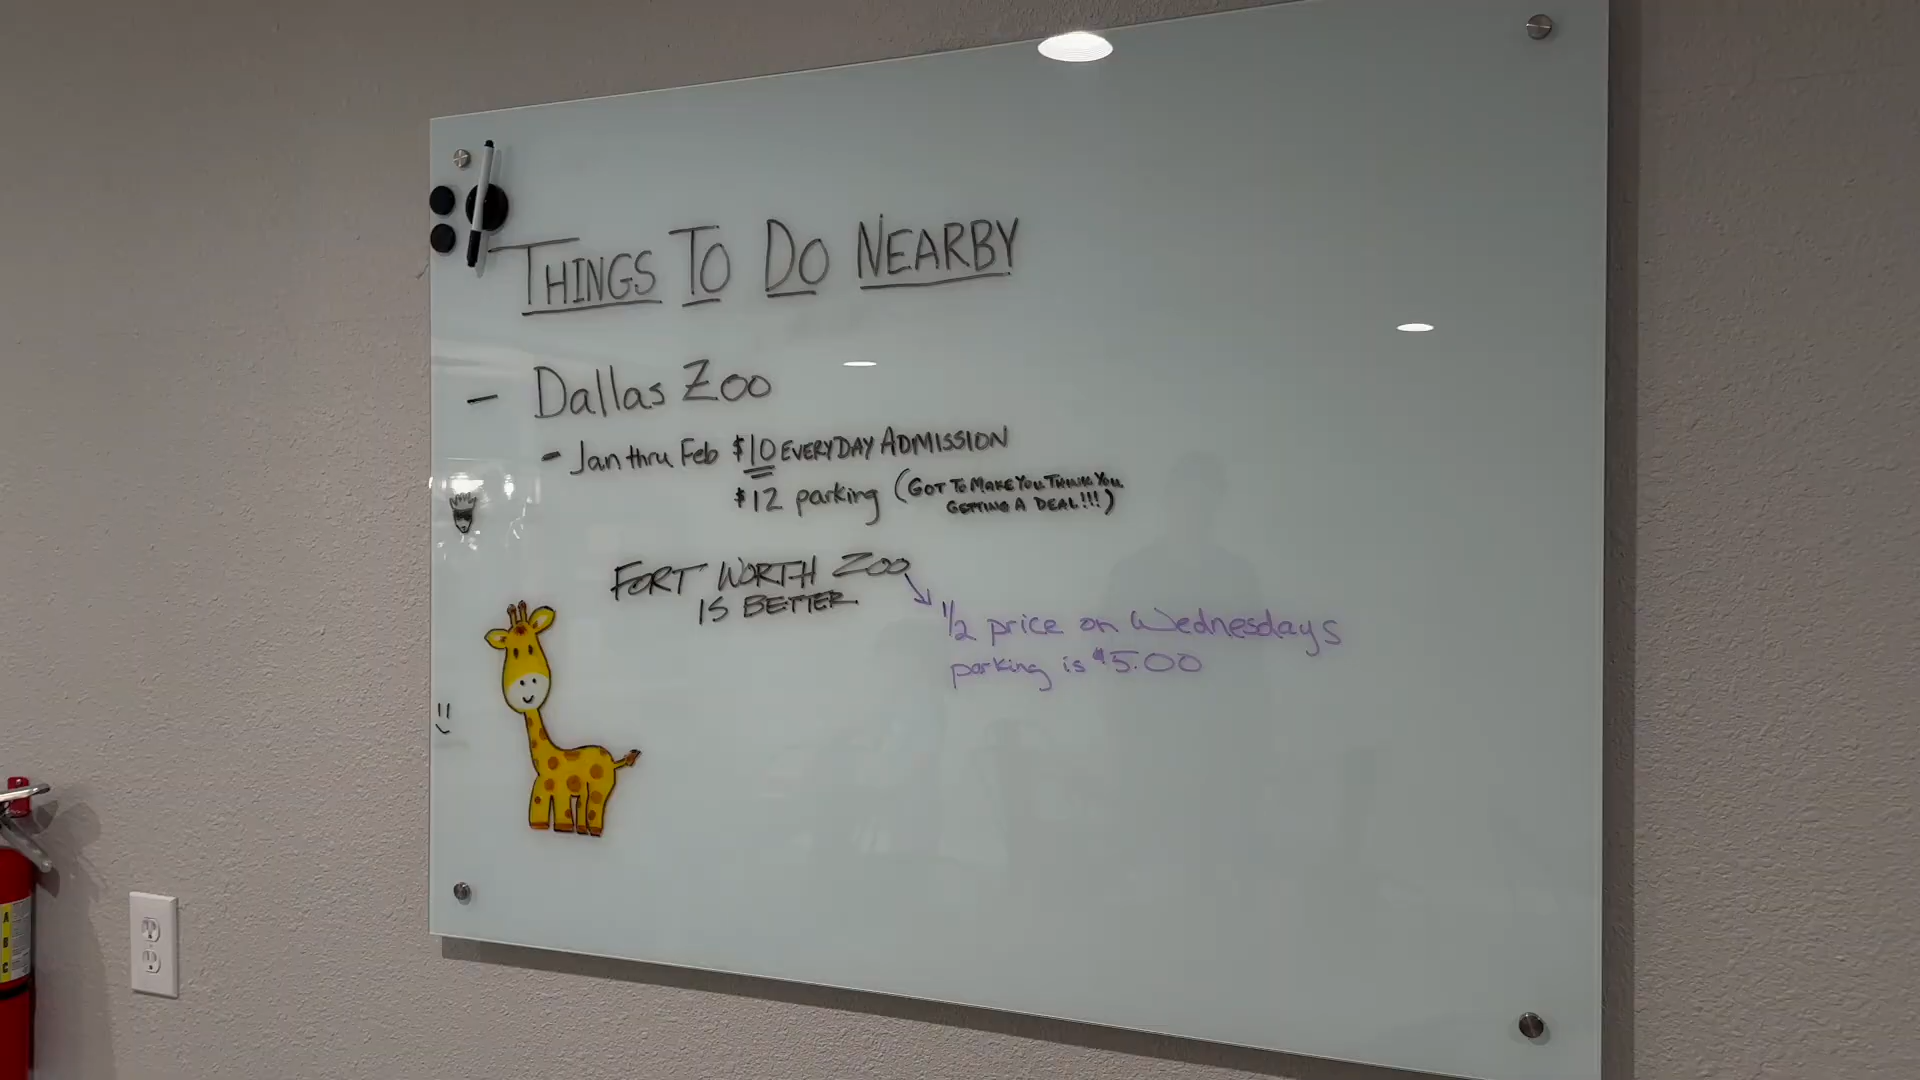 THINGS TO DO NEARBY
- Dallas Zoo
- Jan thru Feb $10 EVERYDAY ADMISSION
$12 parking (GOT TO MAKE YOU THINK YOU
GETTING A DEAL!!!)
FORT WORTH ZOO
IS BETTER
1/2 price on Wednesdays
parking is $5.00
A
B
C